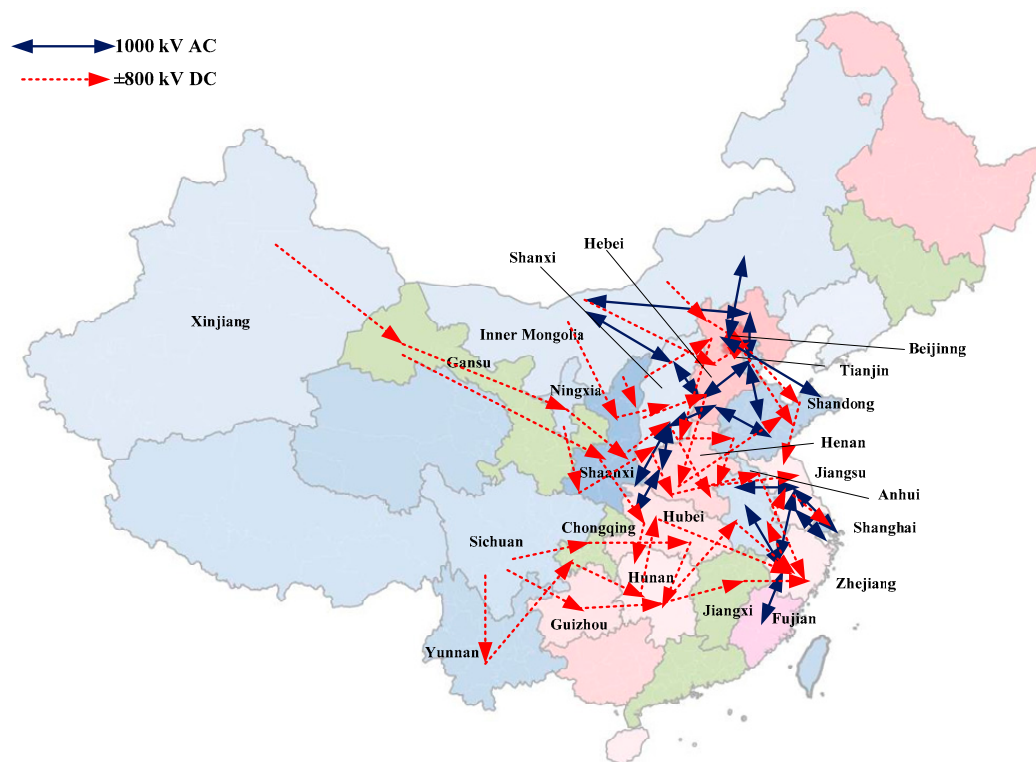 1000 kV AC
±800 kV DC
Hebei
Shanxi
Xinjiang
Inner Mongolia
Beijinng
Gansu
Tianjin
Ningxia
Shandong
Henan
Shaanxi
Jiangsu
Anhui
Hubei
Chongqing
Shanghai
Sichuan
Hunan
Zhejiang
Jiangxi
Guizhou
Fujian
Yunnan